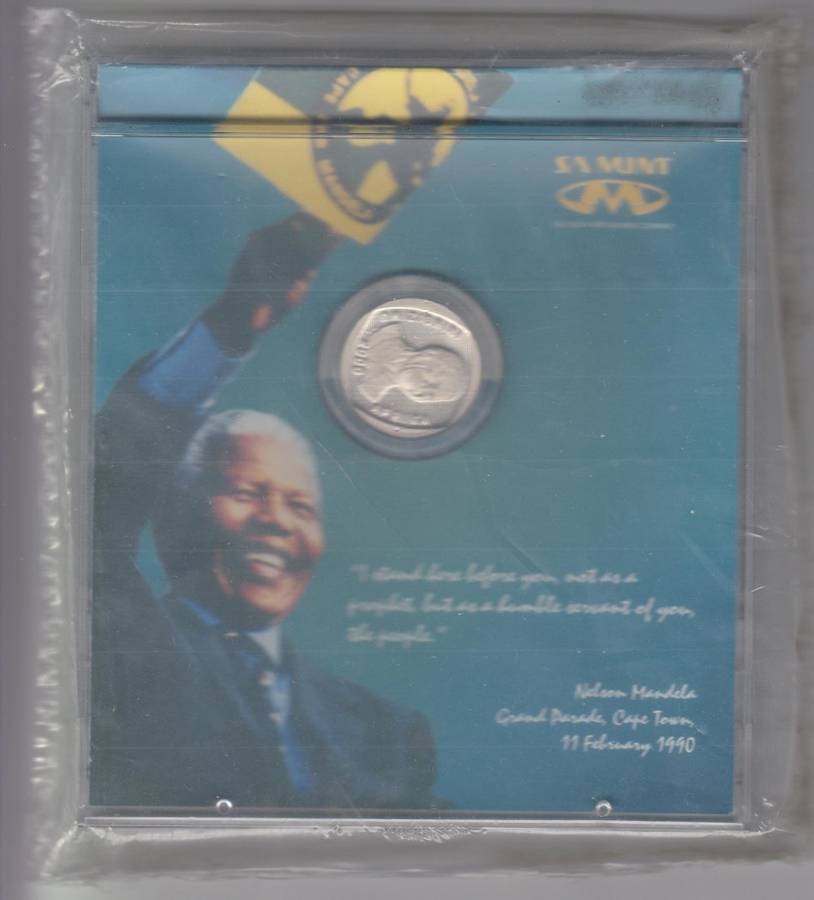 CAPE
SA MINT
"I stand here before you, not as a
prophet, but as a humble servant of you,
the people."
Nelson Mandela
Grand Parade, Cape Town,
11 February 1990